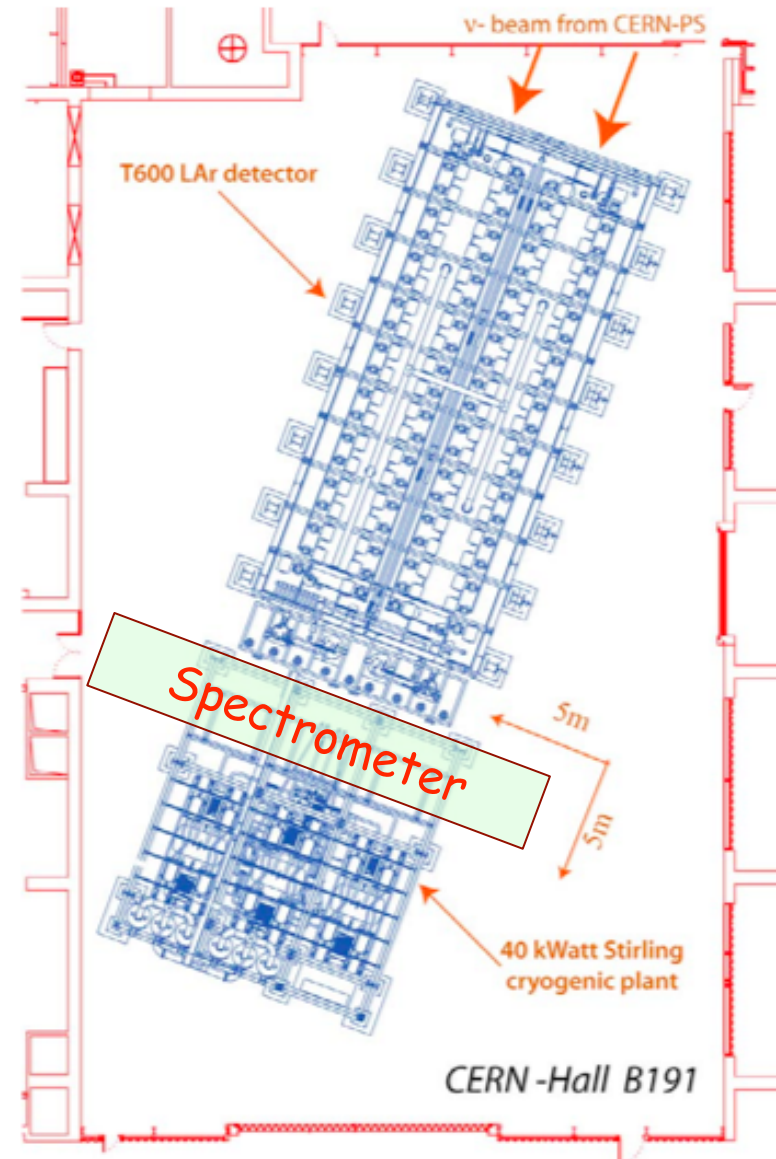 ν- beam from CERN-PS
T600 LAr detector
Spectrometer
5m
5m
40 kWatt Stirling
cryogenic plant
CERN -Hall B191